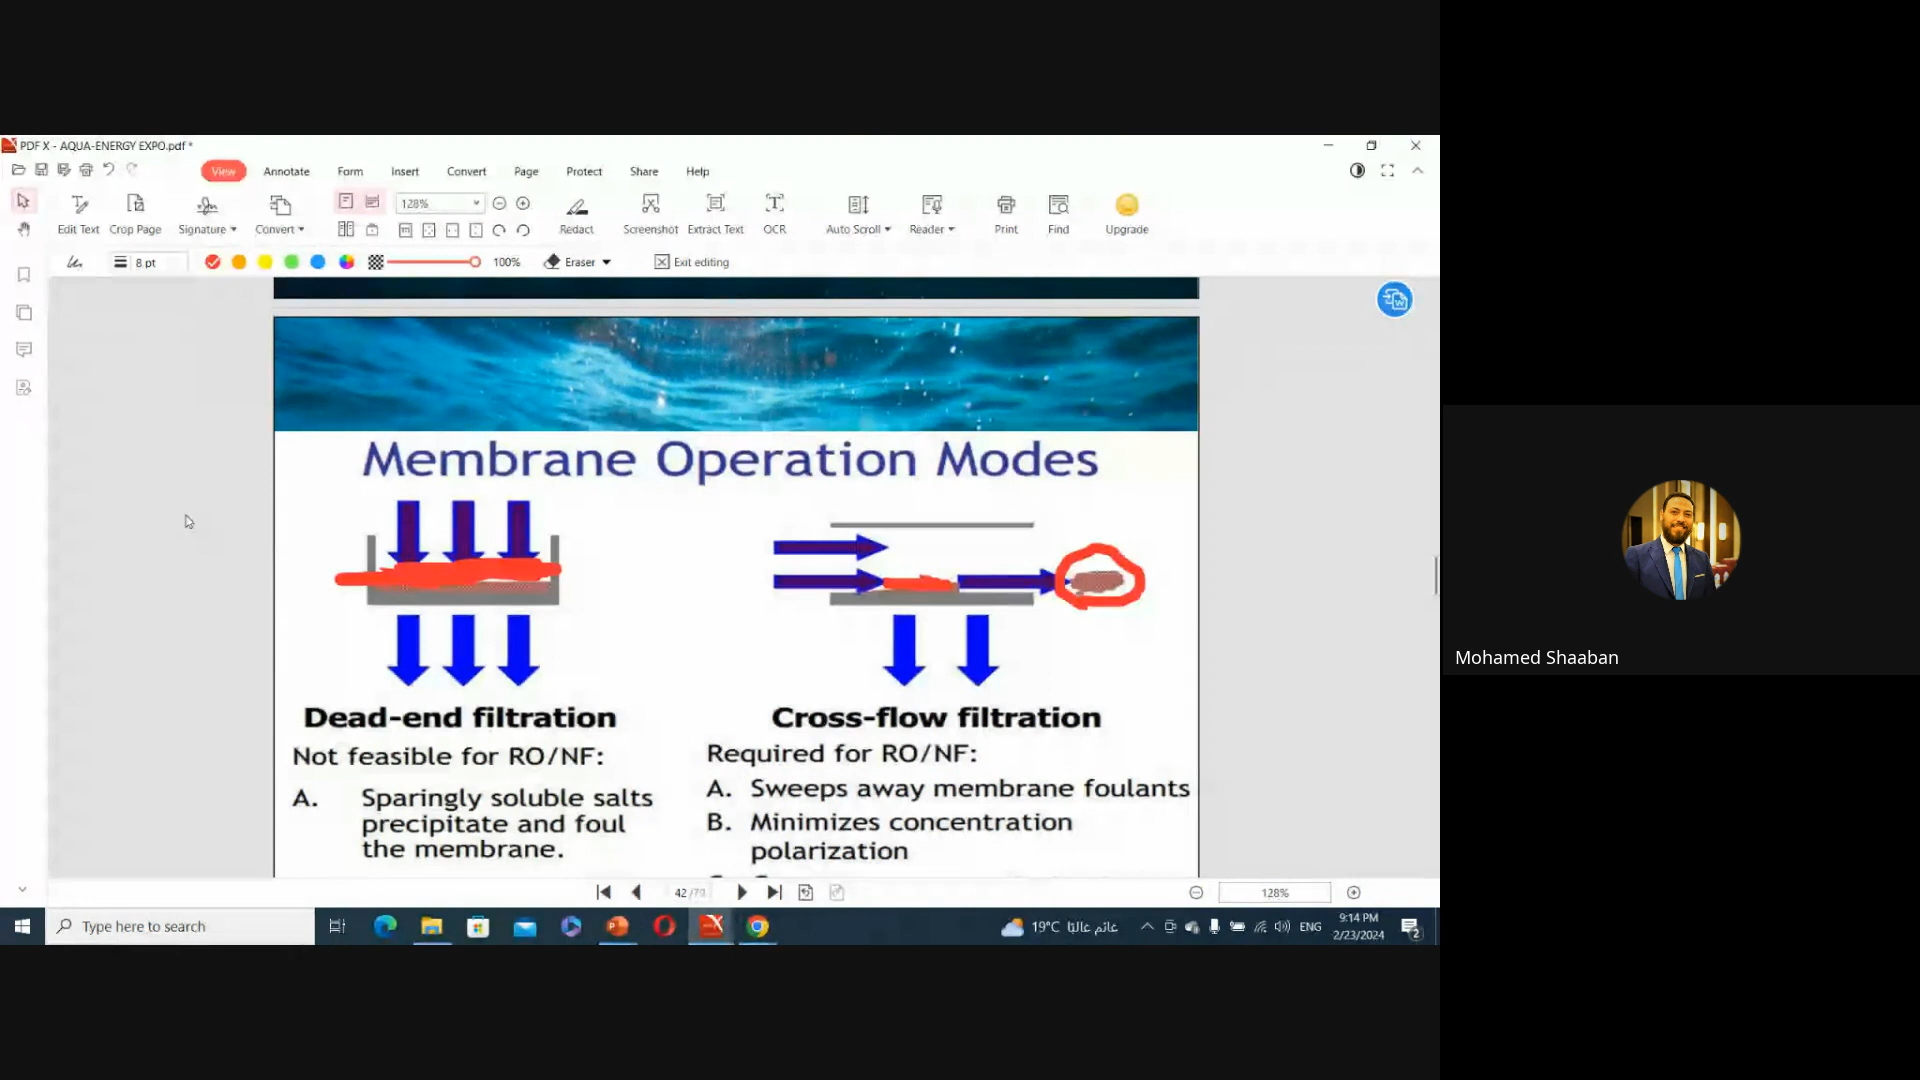 PDF X - AQUA-ENERGY EXPO.pdf *
View Annotate Form Insert Convert Page Protect Share Help
128%
Edit Text Crop Page Signature Convert Redact Screenshot Extract Text OCR Auto Scroll Reader Print Find Upgrade
8 pt 100% Eraser Exit editing
Membrane Operation Modes
Dead-end filtration
Not feasible for RO/NF:
A. Sparingly soluble salts
precipitate and foul
the membrane.
Cross-flow filtration
Required for RO/NF:
A. Sweeps away membrane foulants
B. Minimizes concentration
polarization
Mohamed Shaaban
42 /79
128%
Type here to search
19°C غائم غالبًا
ENG
9:14 PM
2/23/2024
2